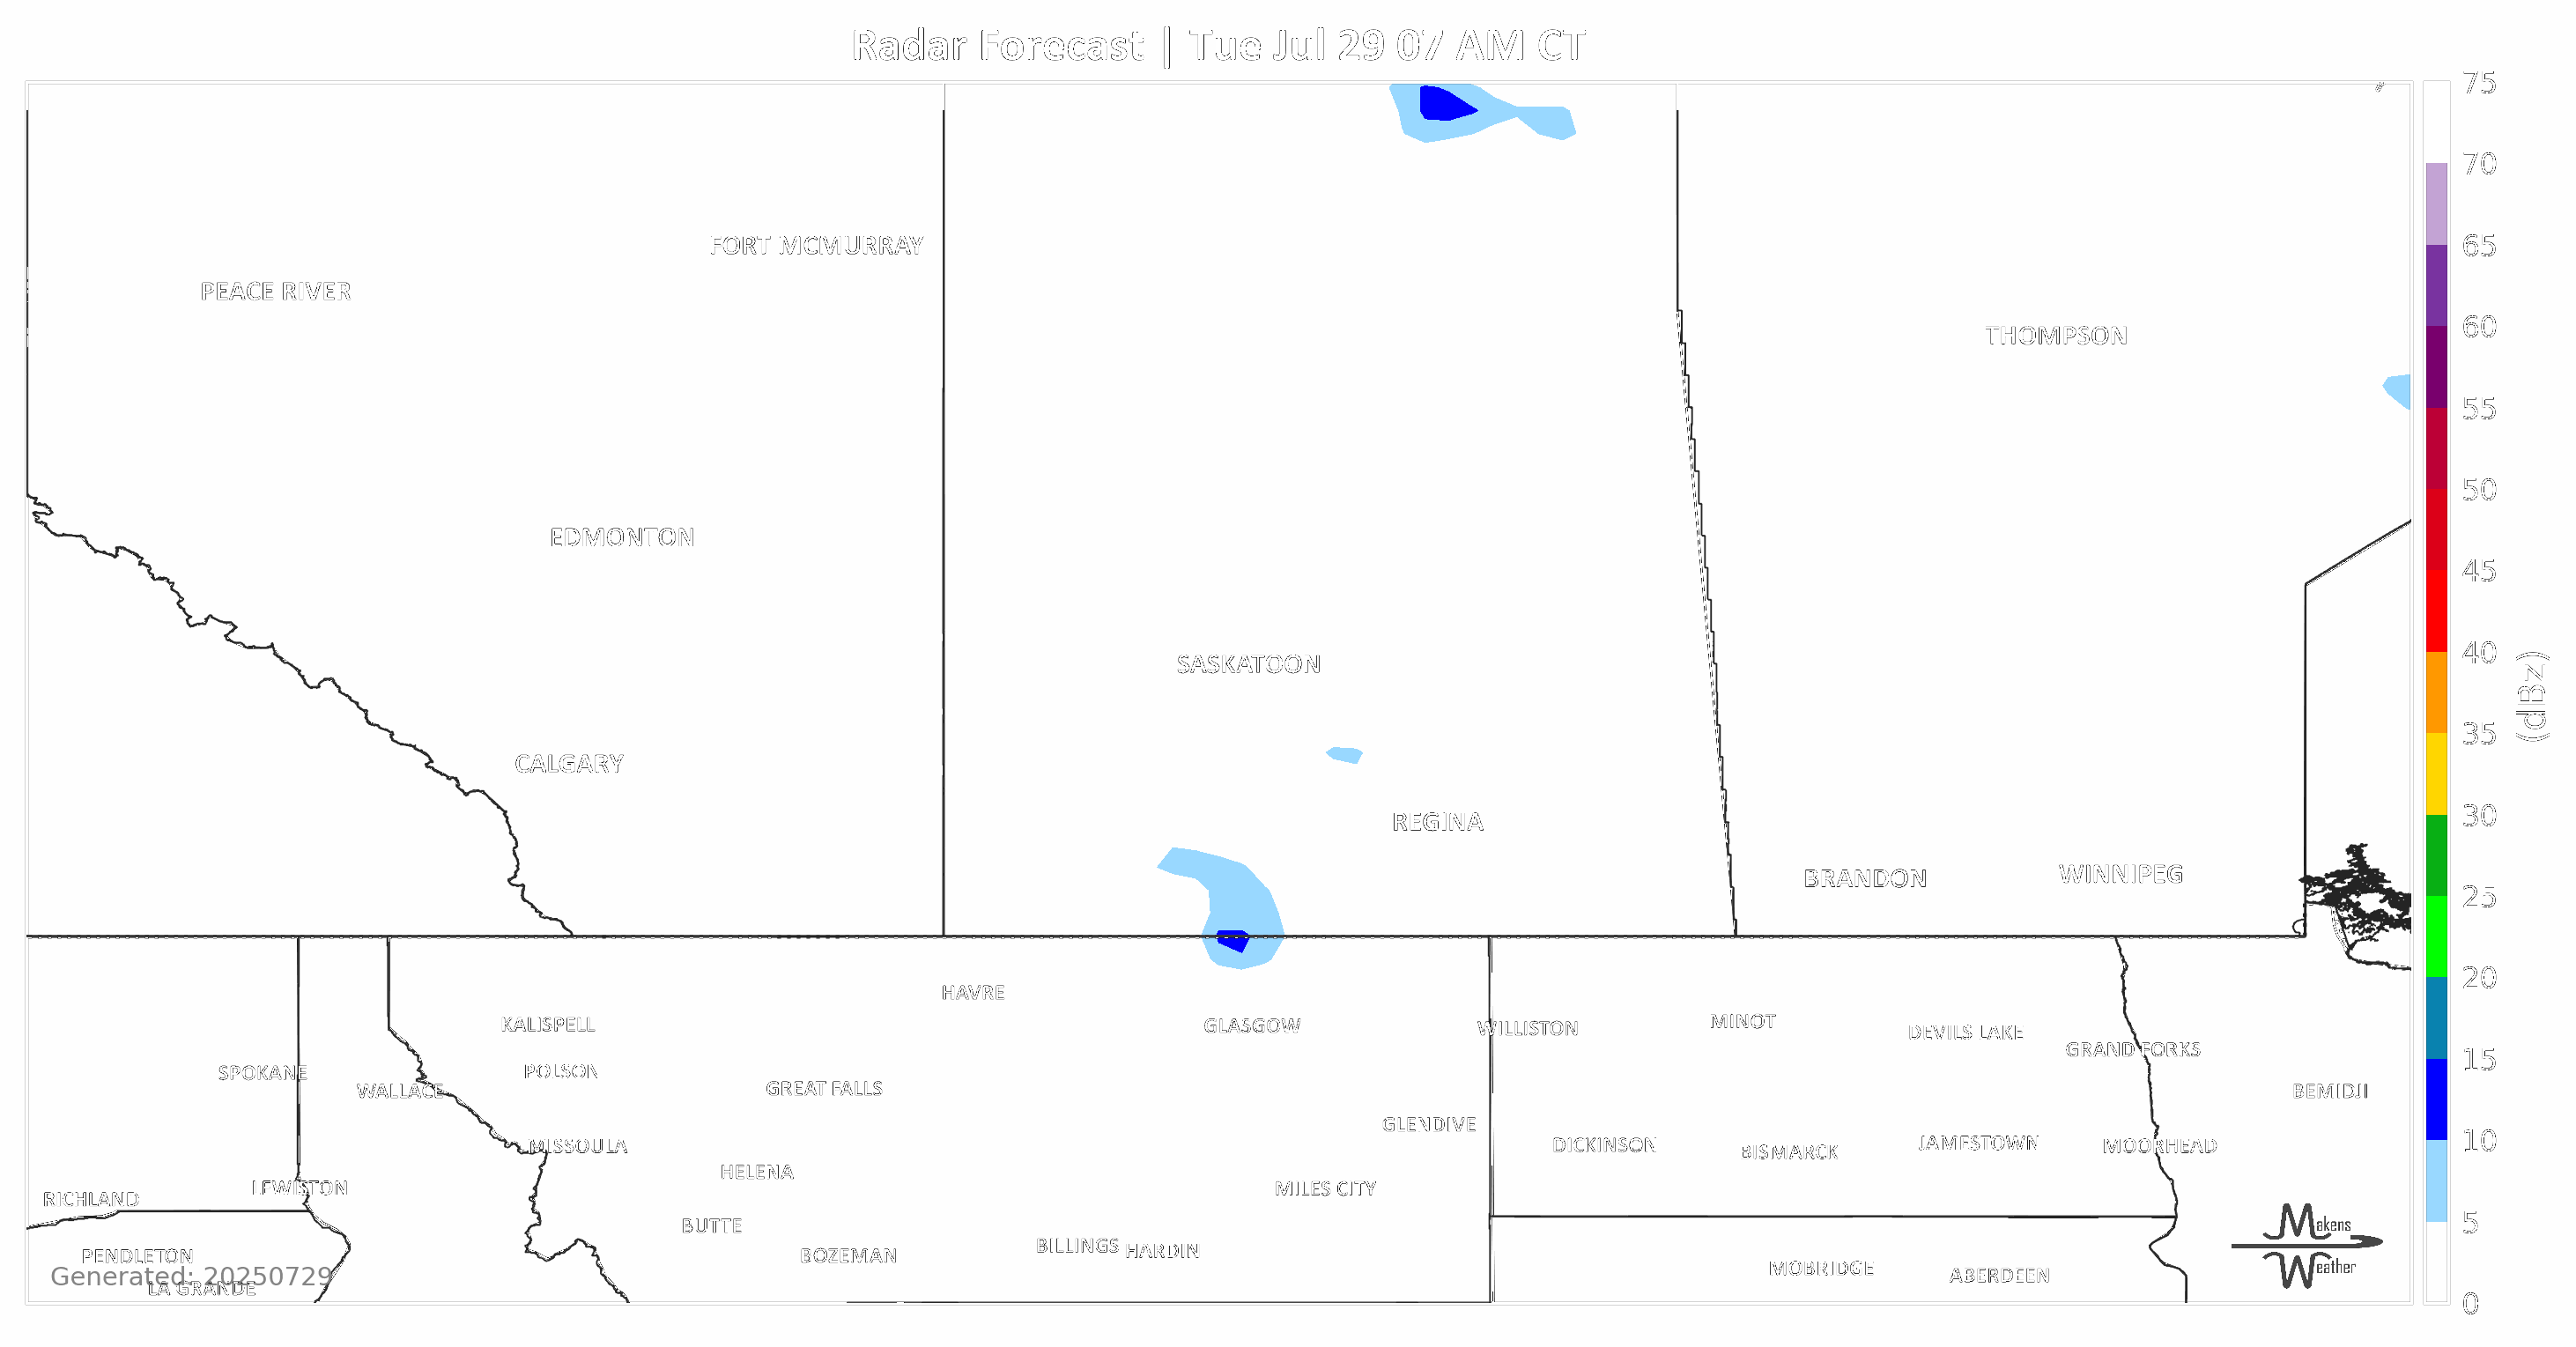 Radar Forecast | Tue Jul 29 07 AM CT
75
70
FORT MCMURRAY
65
PEACE RIVER
60
THOMPSON
55
50
EDMONTON
45
40
SASKATOON
(dBz)
35
CALGARY
30
REGINA
WINNIPEG
BRANDON
25
20
HAVRE
MINOT
KALISPELL
GLASGOW
WILLISTON
DEVILS LAKE
GRAND FORKS
15
POLSON
SPOKANE
GREAT FALLS
WALLACE
BEMIDJI
GLENDIVE
10
DICKINSON
JAMESTOWN
MOORHEAD
MISSOULA
BISMARCK
HELENA
LEWISTON
MILES CITY
RICHLAND
5
BUTTE
Makens
BILLINGS
HARDIN
PENDLETON
BOZEMAN
Weather
MOBRIDGE
ABERDEEN
Generated: 20250729
LA GRANDE
0